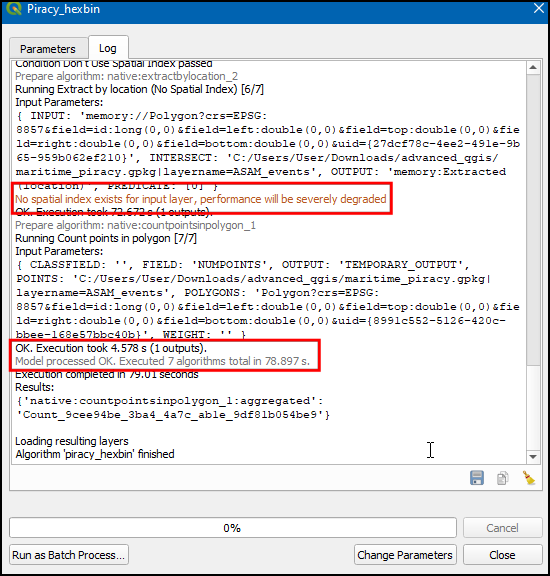 Piracy_hexbin
Parameters
Log
Condition Don't Use Spatial Index passed
Prepare algorithm: native:extractbylocation_2
Running Extract by location (No Spatial Index) [6/7]
Input Parameters:
{ INPUT: 'memory://Polygon?crs=EPSG:
8857&field=id:long(0,0)&field=left:double(0,0)&field=top:double(0,0)&fie
ld=right:double(0,0)&field=bottom:double(0,0)&uid={27dcf78c-4ee2-491e-9b
65-959b062ef210}', INTERSECT: 'C:/Users/User/Downloads/advanced_qgis/
maritime_piracy.gpkg|layername=ASAM_events', OUTPUT: 'memory:Extracted
(location)', PREDICATE: [0] }
No spatial index exists for input layer, performance will be severely degraded
OK. Execution took 72.672 s (1 outputs).
Prepare algorithm: native:countpointsinpolygon_1
Running Count points in polygon [7/7]
Input Parameters:
{ CLASSFIELD: '', FIELD: 'NUMPOINTS', OUTPUT: 'TEMPORARY_OUTPUT',
POINTS: 'C:/Users/User/Downloads/advanced_qgis/maritime_piracy.gpkg|
layername=ASAM_events', POLYGONS: 'Polygon?crs=EPSG:
8857&field=id:long(0,0)&field=left:double(0,0)&field=top:double(0,0)&fie
ld=right:double(0,0)&field=bottom:double(0,0)&uid={8991c552-5126-420c-
bbee-168e57bbc40b}', WEIGHT: '' }
OK. Execution took 4.578 s (1 outputs).
Model processed OK. Executed 7 algorithms total in 78.897 s.
Execution completed in 79.01 seconds
Results:
{'native:countpointsinpolygon_1:aggregated':
'Count_9cee94be_3ba4_4a7c_able_9df81b054be9'}
Loading resulting layers
Algorithm 'piracy_hexbin' finished
0%
Cancel
Run as Batch Process...
Change Parameters
Close